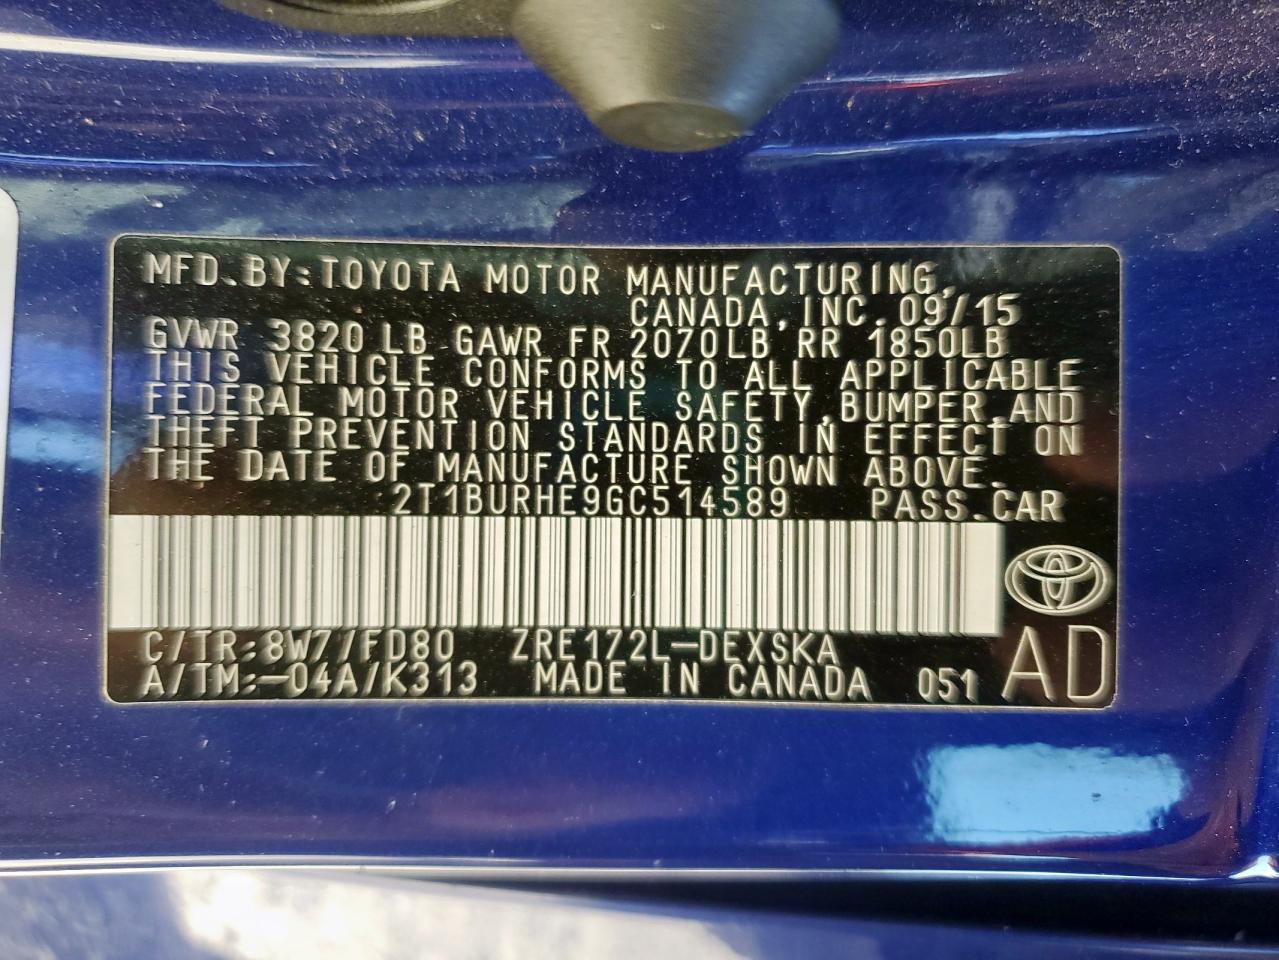 MFD.BY:TOYOTA MOTOR MANUFACTURING,
CANADA,INC.09/15
GVWR 3820 LB GAWR FR 2070LB RR 1850LB
THIS VEHICLE CONFORMS TO ALL APPLICABLE
FEDERAL MOTOR VEHICLE SAFETY,BUMPER,AND
THEFT PREVENTION STANDARDS IN EFFECT ON
THE DATE OF MANUFACTURE SHOWN ABOVE.
2T1BURHE9GC514589 PASS.CAR
C/TR:8W77FD80 ZRE172L-DEXSKA
A/TM:-04A/K313 MADE IN CANADA 051 AD